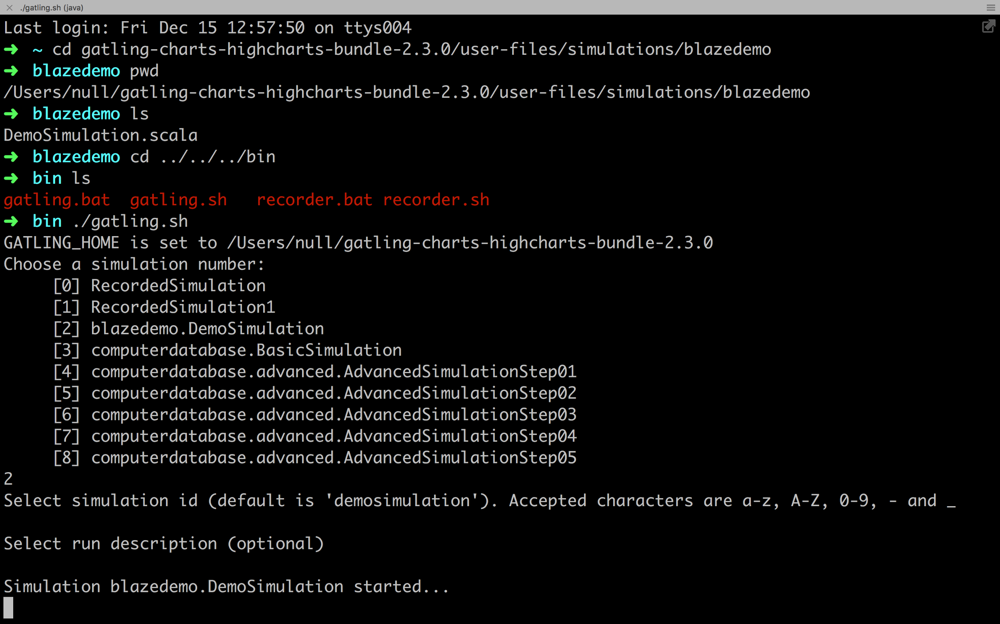 ./gatling.sh (java)
Last login: Fri Dec 15 12:57:50 on ttys004
➜  ~ cd gatling-charts-highcharts-bundle-2.3.0/user-files/simulations/blazedemo
➜  blazedemo pwd
/Users/null/gatling-charts-highcharts-bundle-2.3.0/user-files/simulations/blazedemo
➜  blazedemo ls
DemoSimulation.scala
➜  blazedemo cd ../../../bin
➜  bin ls
gatling.bat  gatling.sh   recorder.bat recorder.sh
➜  bin ./gatling.sh
GATLING_HOME is set to /Users/null/gatling-charts-highcharts-bundle-2.3.0
Choose a simulation number:
     [0] RecordedSimulation
     [1] RecordedSimulation1
     [2] blazedemo.DemoSimulation
     [3] computerdatabase.BasicSimulation
     [4] computerdatabase.advanced.AdvancedSimulationStep01
     [5] computerdatabase.advanced.AdvancedSimulationStep02
     [6] computerdatabase.advanced.AdvancedSimulationStep03
     [7] computerdatabase.advanced.AdvancedSimulationStep04
     [8] computerdatabase.advanced.AdvancedSimulationStep05
2
Select simulation id (default is 'demosimulation'). Accepted characters are a-z, A-Z, 0-9, - and _
Select run description (optional)
Simulation blazedemo.DemoSimulation started...